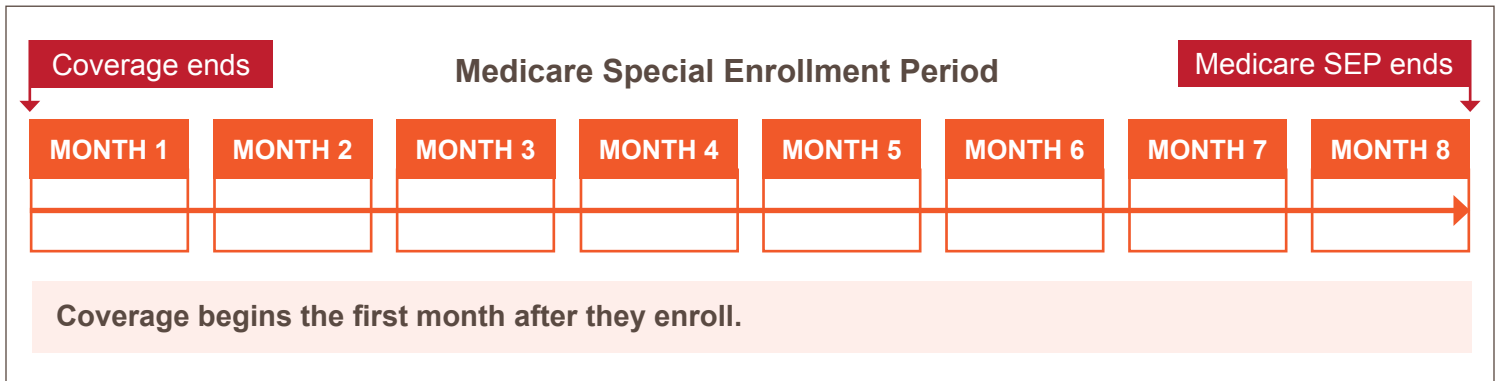 Coverage ends
Medicare Special Enrollment Period
Medicare SEP ends
MONTH 1
MONTH 2
MONTH 3
MONTH 4
MONTH 5
MONTH 6
MONTH 7
MONTH 8
Coverage begins the first month after they enroll.